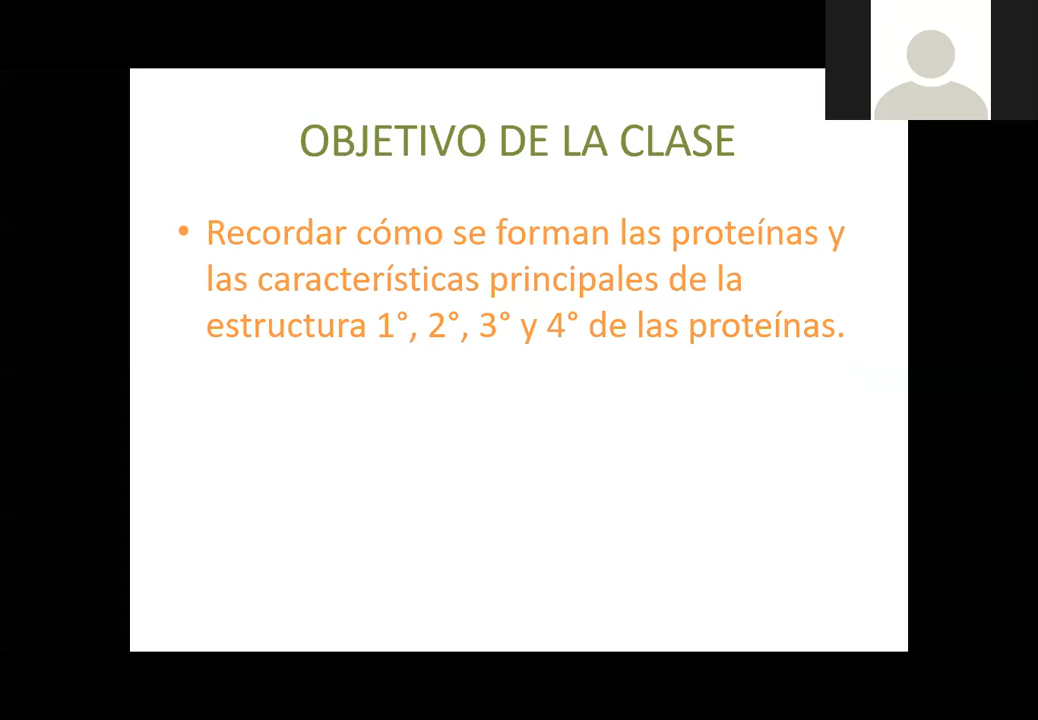 OBJETIVO DE LA CLASE
• Recordar cómo se forman las proteínas y
las características principales de la
estructura 1°, 2°, 3° y 4° de las proteínas.